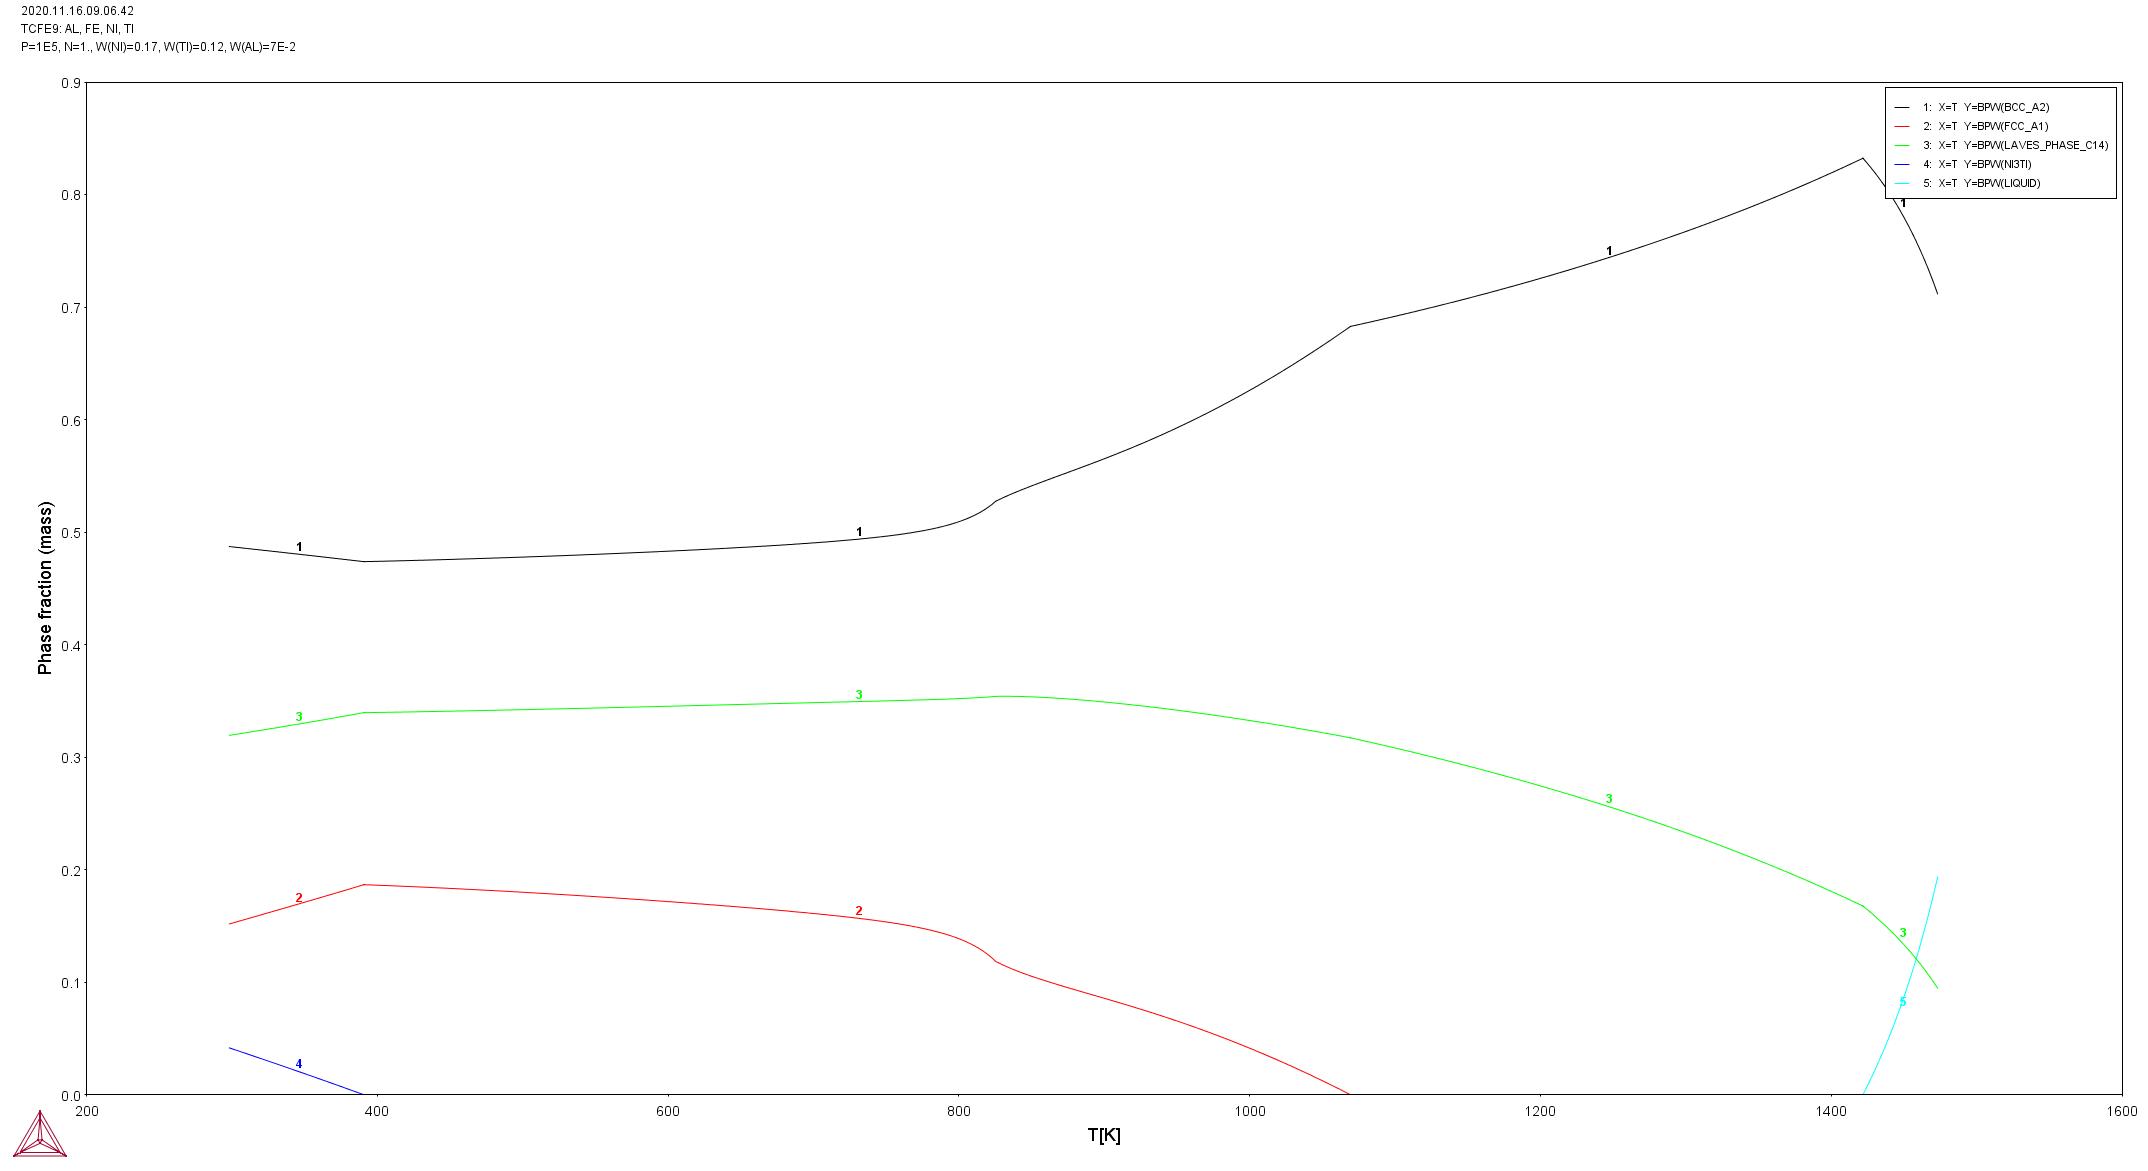 2020.11.16.09.06.42
TCFE9: AL, FE, NI, TI
P=1E5, N=1., W(NI)=0.17, W(TI)=0.12, W(AL)=7E-2
0.9
0.8
0.7
0.6
0.5
0.4
0.3
0.2
0.1
0.0
Phase fraction (mass)
1: X=T Y=BPW(BCC_A2)
2: X=T Y=BPW(FCC_A1)
3: X=T Y=BPW(LAVES_PHASE_C14)
4: X=T Y=BPW(NI3TI)
5: X=T Y=BPW(LIQUID)
1
1
1
1
3
3
3
3
2
2
4
5
200 400 600 800 1000 1200 1400 1600
T[K]